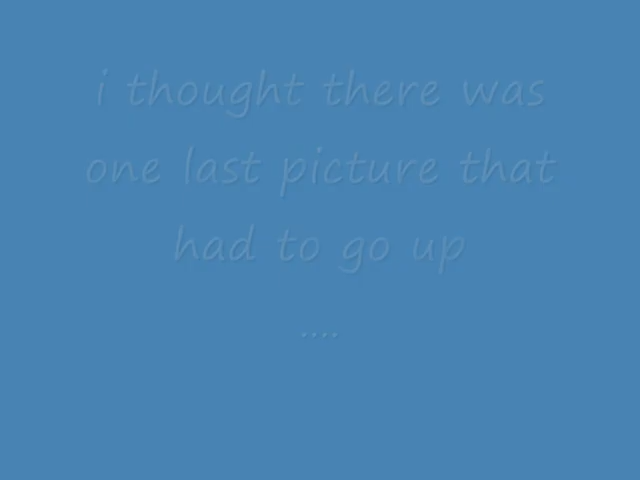 i thought there was
one last picture that
had to go up
....